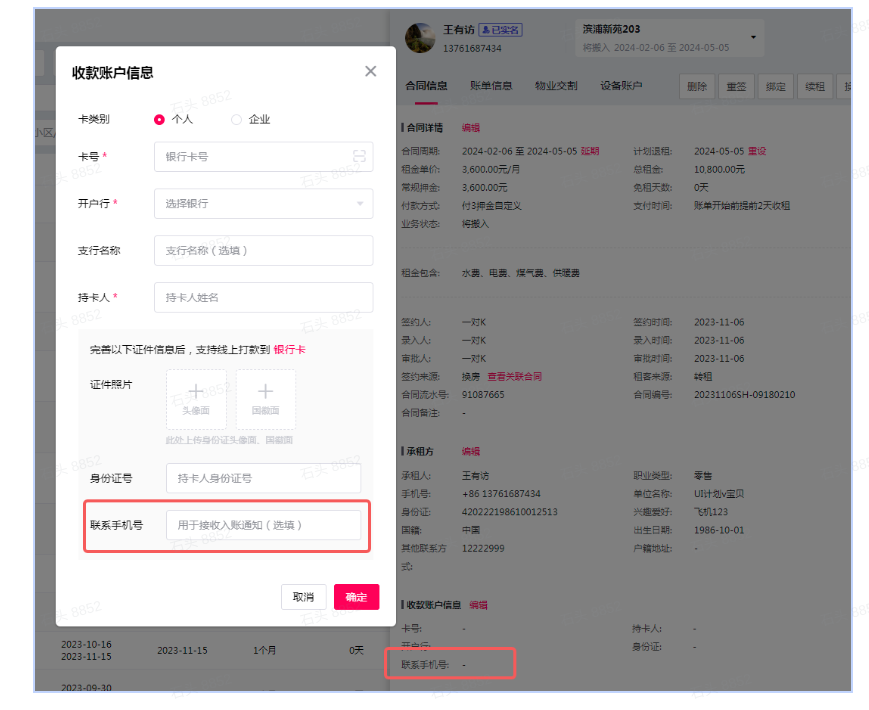 王有访 已实名
13761687434
滨浦新苑203
将搬入 2024-02-06 至 2024-05-05
合同信息 账单信息 物业交割 设备账户 删除 重签 绑定 续租
合同详情 编辑
合同周期: 2024-02-06 至 2024-05-05 延期 计划退租: 2024-05-05 重设
租金单价: 3,600.00元/月 总租金: 10,800.00元
常规押金: 3,600.00元 免租天数: 0天
付款方式: 付3押金自定义 支付时间: 账单开始前提前2天收租
业务状态: 将搬入
租金包含: 水费、电费、煤气费、供暖费
签约人: 一对K 签约时间: 2023-11-06
录入人: 一对K 录入时间: 2023-11-06
审批人: 一对K 审批时间: 2023-11-06
签约来源: 换房 查看关联合同 租客来源: 转租
合同流水号: 91087665 合同编号: 20231106SH-09180210
合同备注: -
承租方 编辑
承租人: 王有访 职业类型: 零售
手机号: +86 13761687434 单位名称: UI计划v宝贝
身份证: 420222198610012513 兴趣爱好: 飞机123
国籍: 中国 出生日期: 1986-10-01
其他联系方式: 12222999 户籍地址: -
收款账户信息 编辑
卡号: - 持卡人: -
开户行: 身份证: -
联系手机号: -
收款账户信息
卡类别 个人 企业
卡号 * 银行卡号
开户行 * 选择银行
支行名称 支行名称（选填）
持卡人 * 持卡人姓名
完善以下证件信息后，支持线上打款到 银行卡
证件照片 头像面 国徽面
此处上传身份证头像面、国徽面
身份证号 持卡人身份证号
联系手机号 用于接收入账通知（选填）
取消 确定
小区
2023-10-16
2023-11-15 2023-11-15 1个月 0天
2023-09-30
石头 8852